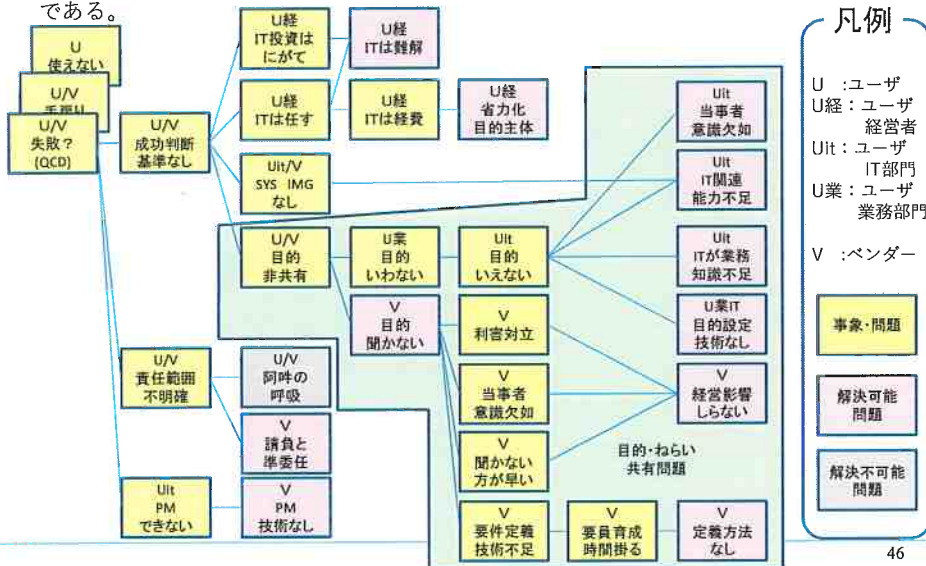 である。
U
使えない
U/V
手戻り
U/V
失敗?
(QCD)
U/V
成功判断
基準なし
U経
IT投資は
にがて
U経
ITは難解
U経
ITは任す
U経
ITは経費
U経
省力化
目的主体
Uit/V
SYS IMG
なし
U/V
目的
非共有
U業
目的
いわない
Uit
目的
いえない
V
目的
聞かない
V
利害対立
V
当事者
意識欠如
V
聞かない
方が早い
V
要件定義
技術不足
V
要員育成
時間掛る
V
定義方法
なし
Uit
当事者
意識欠如
Uit
IT関連
能力不足
Uit
ITが業務
知識不足
U業IT
目的設定
技術なし
V
経営影響
しらない
目的・ねらい
共有問題
U/V
責任範囲
不明確
U/V
阿吽の
呼吸
V
請負と
準委任
Uit
PM
できない
V
PM
技術なし
凡例
U :ユーザ
U経:ユーザ
経営者
Uit:ユーザ
IT部門
U業:ユーザ
業務部門
V :ベンダー
事象・問題
解決可能
問題
解決不可能
問題
46